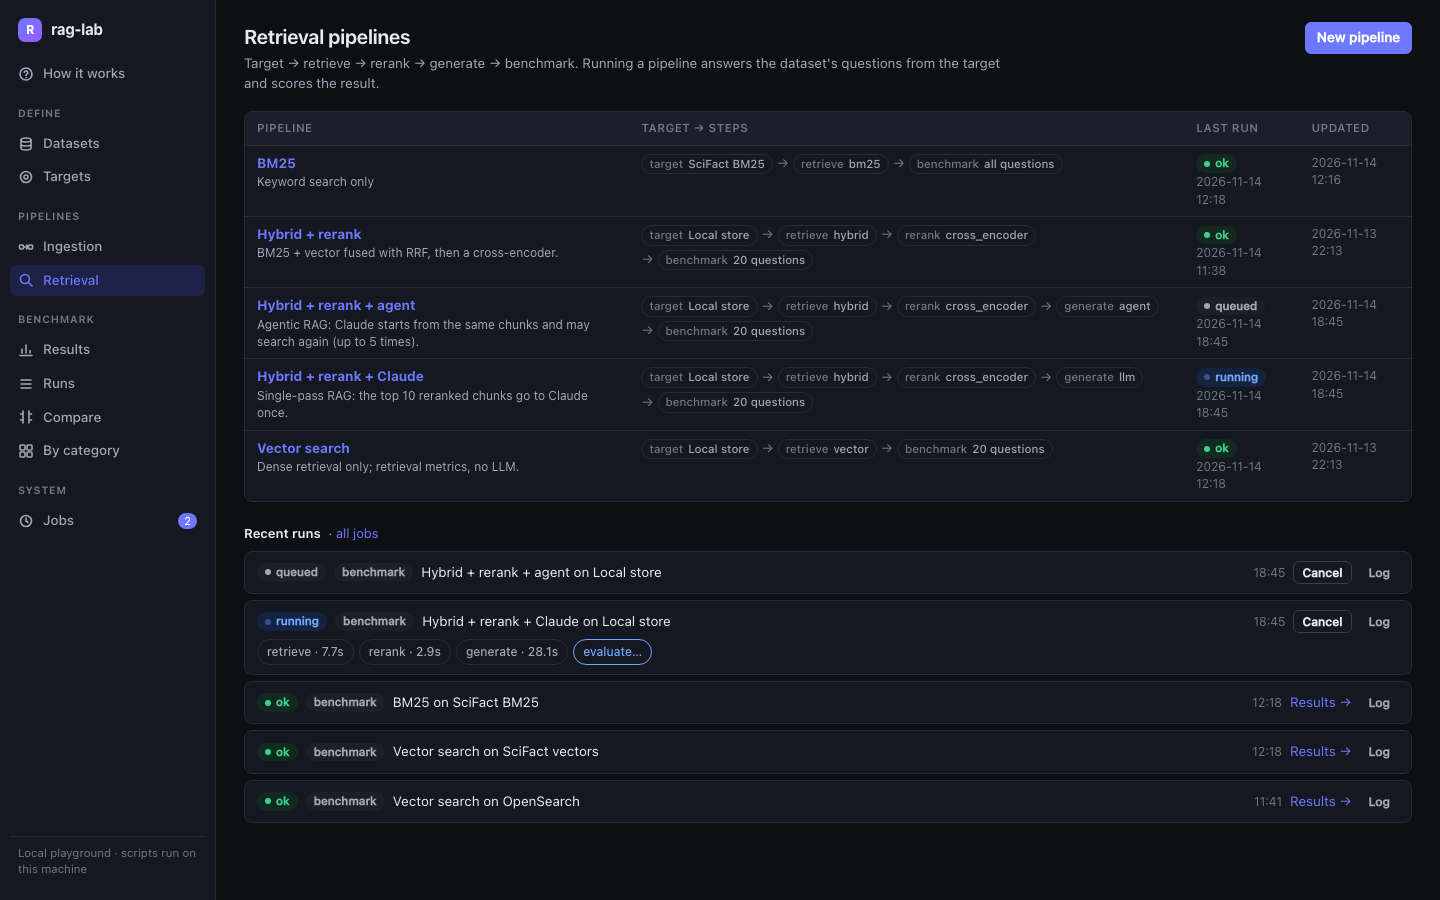 R rag-lab
How it works
DEFINE
Datasets
Targets
PIPELINES
Ingestion
Retrieval
BENCHMARK
Results
Runs
Compare
By category
SYSTEM
Jobs 2
Local playground · scripts run on
this machine
Retrieval pipelines
New pipeline
Target → retrieve → rerank → generate → benchmark. Running a pipeline answers the dataset's questions from the target
and scores the result.
PIPELINE TARGET → STEPS LAST RUN UPDATED
BM25
Keyword search only
target SciFact BM25 → retrieve bm25 → benchmark all questions
ok
2026-11-14
12:18
2026-11-14
12:16
Hybrid + rerank
BM25 + vector fused with RRF, then a cross-encoder.
target Local store → retrieve hybrid → rerank cross_encoder
→ benchmark 20 questions
ok
2026-11-14
11:38
2026-11-13
22:13
Hybrid + rerank + agent
Agentic RAG: Claude starts from the same chunks and may
search again (up to 5 times).
target Local store → retrieve hybrid → rerank cross_encoder → generate agent
→ benchmark 20 questions
queued
2026-11-14
18:45
2026-11-14
18:45
Hybrid + rerank + Claude
Single-pass RAG: the top 10 reranked chunks go to Claude
once.
target Local store → retrieve hybrid → rerank cross_encoder → generate llm
→ benchmark 20 questions
running
2026-11-14
18:45
2026-11-14
18:45
Vector search
Dense retrieval only; retrieval metrics, no LLM.
target Local store → retrieve vector → benchmark 20 questions
ok
2026-11-14
12:18
2026-11-13
22:13
Recent runs · all jobs
queued benchmark Hybrid + rerank + agent on Local store 18:45 Cancel Log
running benchmark Hybrid + rerank + Claude on Local store 18:45 Cancel Log
retrieve · 7.7s rerank · 2.9s generate · 28.1s evaluate…
ok benchmark BM25 on SciFact BM25 12:18 Results → Log
ok benchmark Vector search on SciFact vectors 12:18 Results → Log
ok benchmark Vector search on OpenSearch 11:41 Results → Log